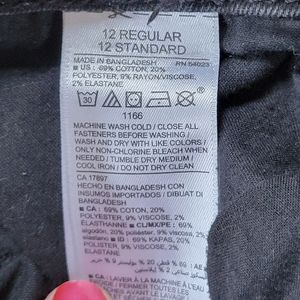 12 REGULAR
12 STANDARD
MADE IN BANGLADESH RN 54023
■ US : 69% COTTON, 20%
POLYESTER, 9% RAYON/VISCOSE,
2% ELASTANE
30
1166
MACHINE WASH COLD / CLOSE ALL
FASTENERS BEFORE WASHING /
WASH AND DRY WITH LIKE COLORS /
ONLY NON-CHLORINE BLEACH WHEN
NEEDED / TUMBLE DRY MEDIUM /
COOL IRON / DO NOT DRY CLEAN
CA 17897
HECHO EN BANGLADESH CON
INSUMOS IMPORTADOS / DIBUAT DI
BANGLADESH
■ CA : 69% COTON, 20%
POLYESTER, 9% VISCOSE, 2%
ÉLASTHANNE ■ CL/MX/PE : 69%
algodón, 20% poliéster, 9% viscosa, 2%
elastano ■ ID : 69% KAPAS, 20%
POLIESTER, 9% VISCOSE, 2%
ELASTANE
■ CA : LAVER À LA MACHINE À